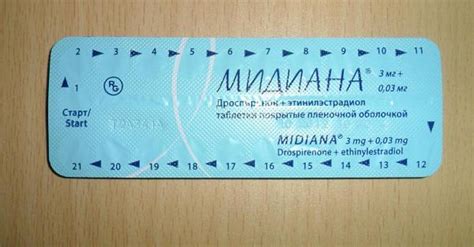 2 3 4 5 6 7 8 9 10 11
1 RG МИДИАНА® 3 мг +
0,03 мг
Старт/
Start
Дроспиренон + этинилэстрадиол
таблетки покрытые пленочной оболочкой
MIDIANA® 3 mg + 0,03 mg
Drospirenone + ethinylestradiol
21 20 19 18 17 16 15 14 13 12